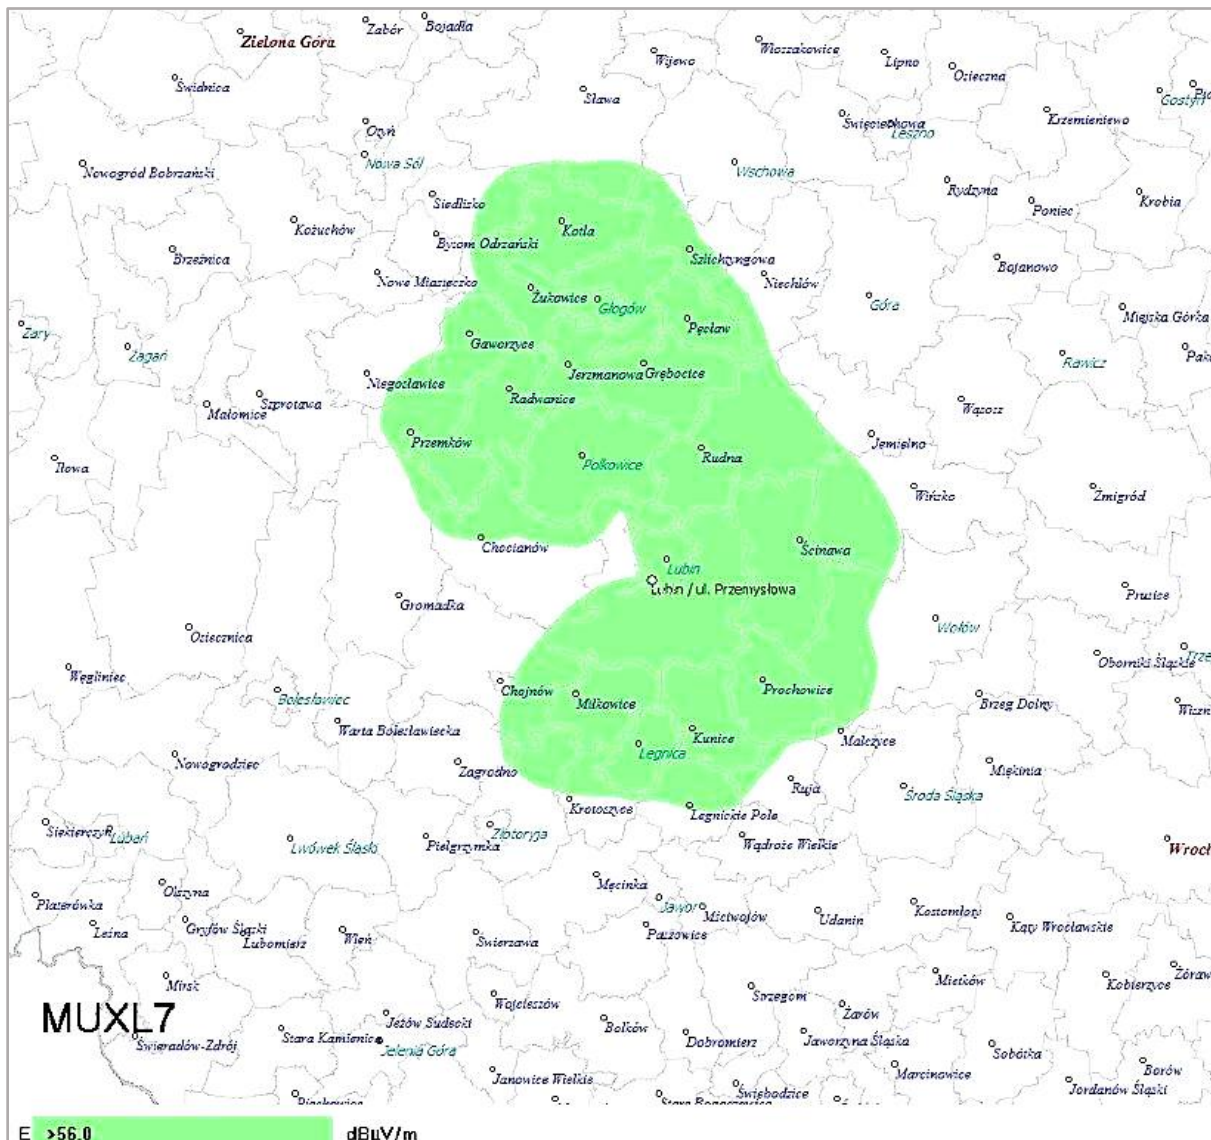 Zielona Góra
Zabór
Bojadła
Świdnica
Sława
Wijewo
Włoszakowice
Lipno
Osieczna
Gostyń
Krzemieniewo
Święciechowa
Leszno
Otyń
Nowa Sól
Nowogród Bobrzański
Wschowa
Siedlisko
Rydzyna
Poniec
Krobia
Kożuchów
Kotla
Bytom Odrzański
Brzeźnica
Szlichtyngowa
Bojanowo
Nowe Miasteczko
Niechlów
Żukowice
Głogów
Góra
Miejska Górka
Żary
Żagań
Gaworzyce
Pęcław
Rawicz
Pak
Niegosławice
Jerzmanowa
Grębocice
Radwanice
Szprotawa
Małomice
Wąsosz
Przemków
Jemielno
Iłowa
Polkowice
Rudna
Wińsko
Żmigród
Chocianów
Ścinawa
Lubin
Lubin / ul. Przemysłowa
Prusice
Gromadka
Osiecznica
Wołów
Oborniki Śląskie
Trze
Węgliniec
Bolesławiec
Chojnów
Miłkowice
Prochowice
Brzeg Dolny
Wiszn
Warta Bolesławiecka
Kunice
Malczyce
Legnica
Nowogrodziec
Zagrodno
Miękinia
Ruja
Środa Śląska
Krotoszyce
Legnickie Pole
Siekierczyn
Lubań
Złotoryja
Lwówek Śląski
Pielgrzymka
Wądroże Wielkie
Wrocł
Olszyna
Męcinka
Platerówka
Jawor
Mściwojów
Udanin
Kostomłoty
Leśna
Gryfów Śląski
Lubomierz
Wleń
Świerzawa
Paszowice
Kąty Wrocławskie
Mirsk
Mietków
Kobierzyce
Żóraw
MUXL7
Wojcieszów
Strzegom
Żarów
Jeżów Sudecki
Bolków
Stara Kamienica
Świeradów-Zdrój
Jelenia Góra
Dobromierz
Jaworzyna Śląska
Sobótka
Janowice Wielkie
Marcinowice
Borów
Świebodzice
Jordanów Śląski
E >56.0 dBµV/m